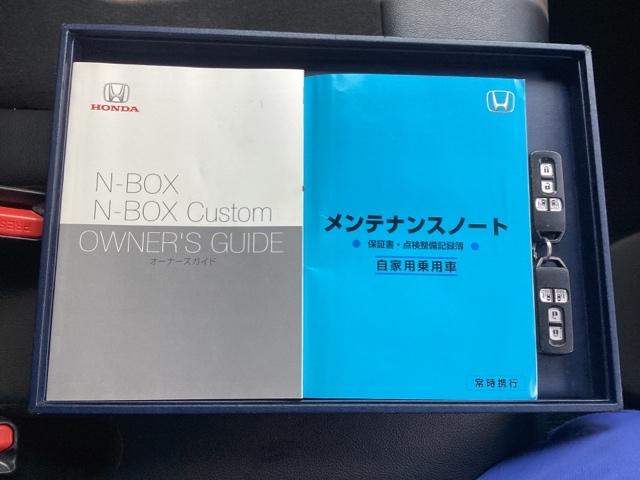 HONDA
N-BOX
N-BOX Custom
OWNER'S GUIDE
オーナーズガイド
メンテナンスノート
● 保証書・点検整備記録簿 ●
自家用乗用車
常時携行
PRESS